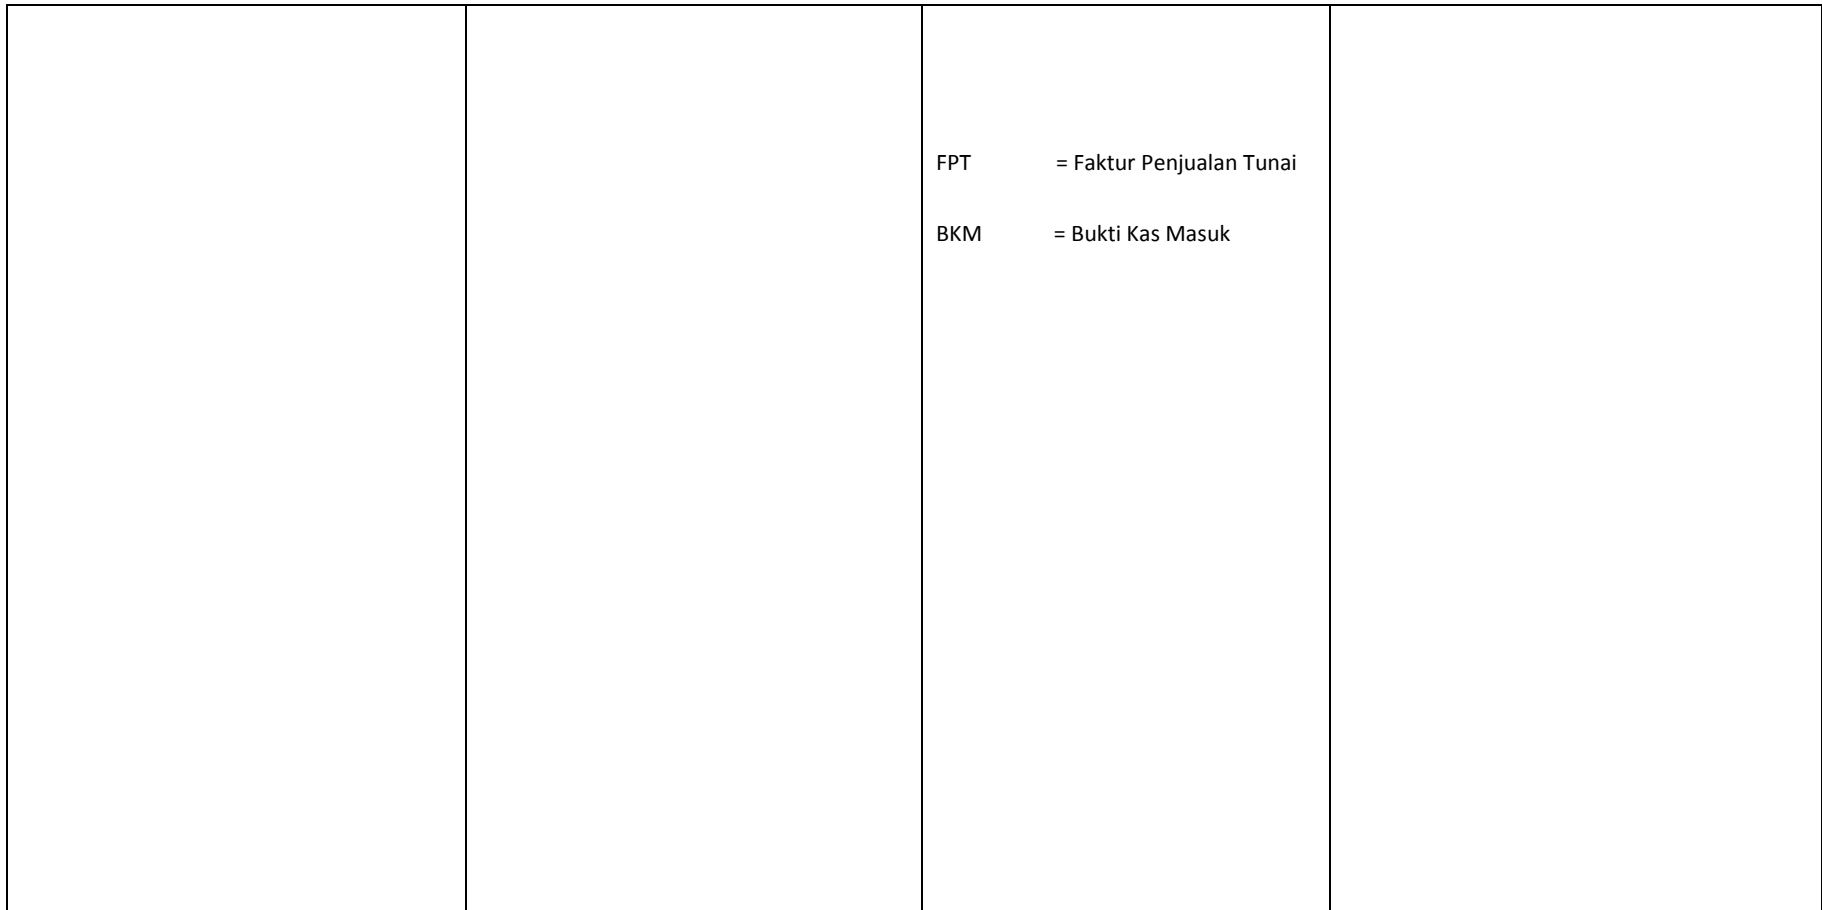 FPT = Faktur Penjualan Tunai
BKM = Bukti Kas Masuk